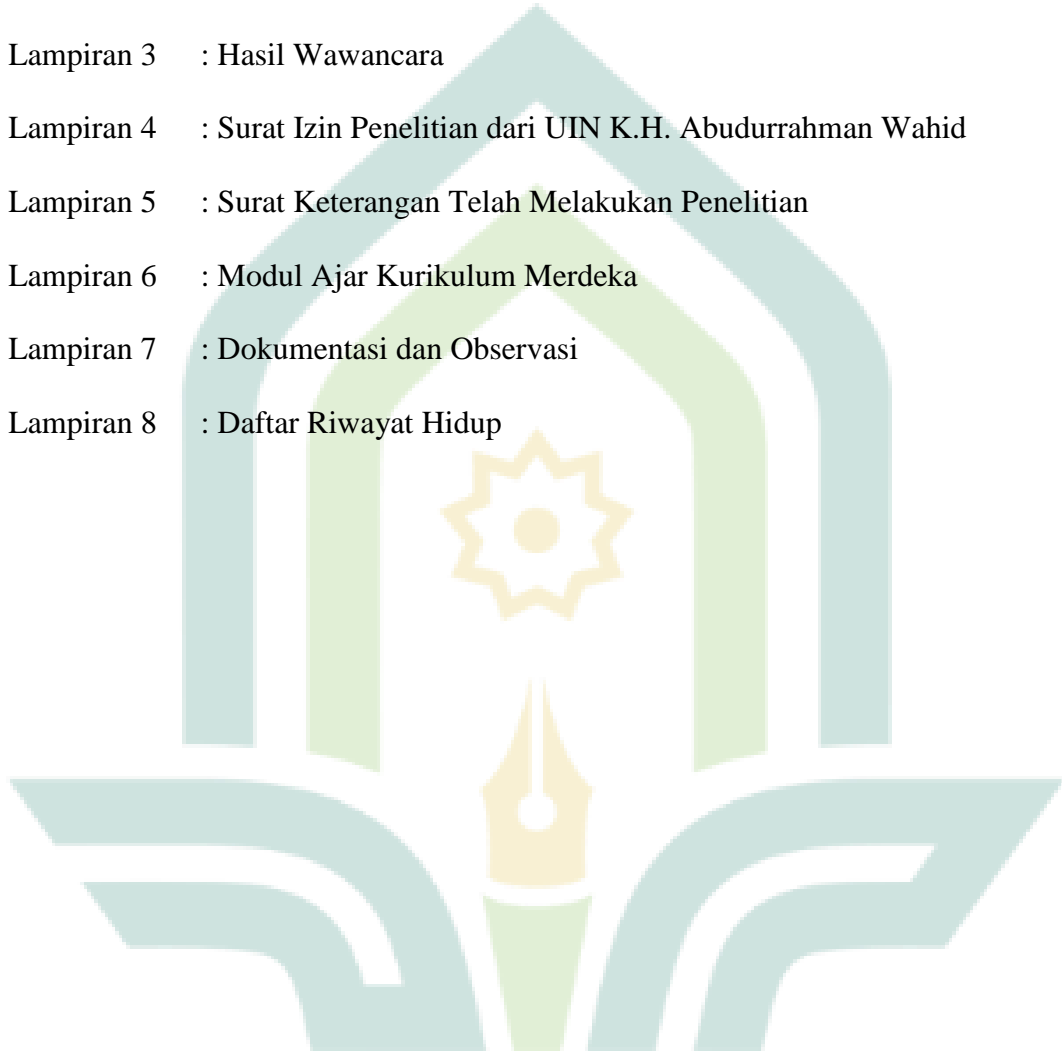 Lampiran 3 : Hasil Wawancara
Lampiran 4 : Surat Izin Penelitian dari UIN K.H. Abudurrahman Wahid
Lampiran 5 : Surat Keterangan Telah Melakukan Penelitian
Lampiran 6 : Modul Ajar Kurikulum Merdeka
Lampiran 7 : Dokumentasi dan Observasi
Lampiran 8 : Daftar Riwayat Hidup